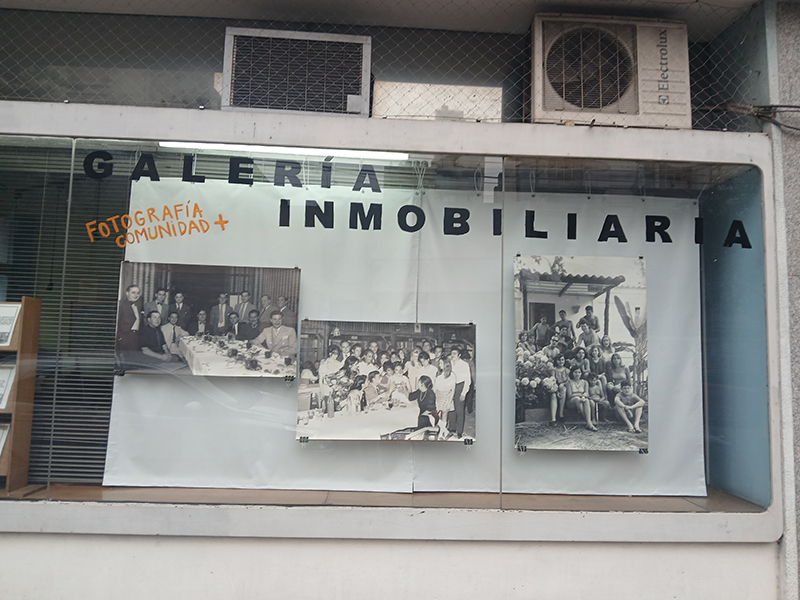 Electrolux
GALERÍA
FOTOGRAFÍA
COMUNIDAD +
INMOBILIARIA